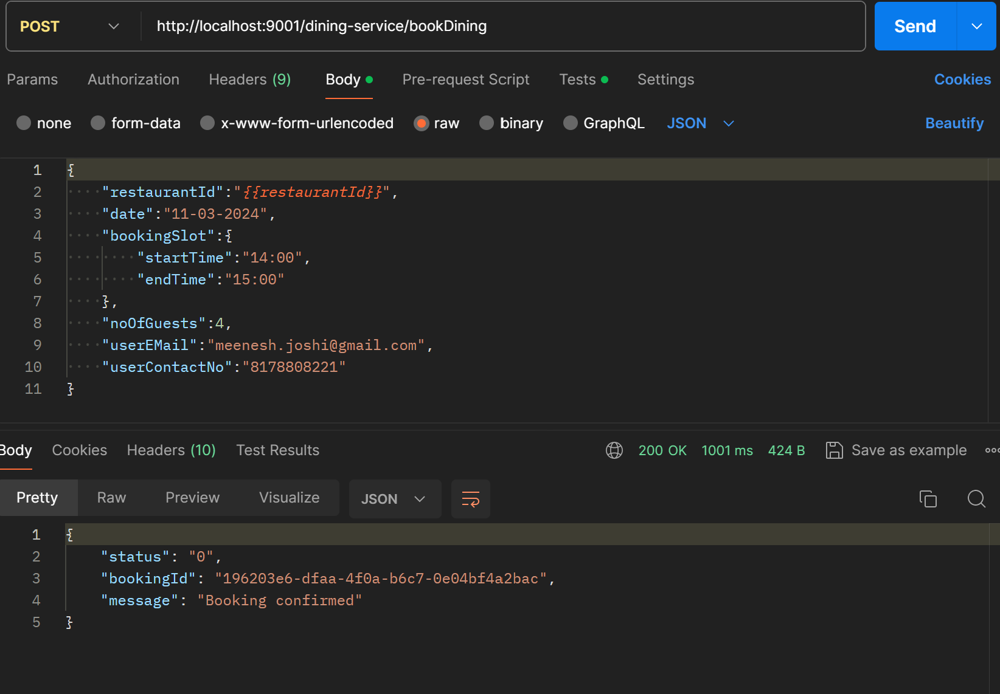 POST http://localhost:9001/dining-service/bookDining Send
Params Authorization Headers (9) Body Pre-request Script Tests Settings Cookies
none form-data x-www-form-urlencoded raw binary GraphQL JSON Beautify
1 {
2 "restaurantId":"{{restaurantId}}",
3 "date":"11-03-2024",
4 "bookingSlot":{
5 "startTime":"14:00",
6 "endTime":"15:00"
7 },
8 "noOfGuests":4,
9 "userEMail":"meenesh.joshi@gmail.com",
10 "userContactNo":"8178808221"
11 }
Body Cookies Headers (10) Test Results 200 OK 1001 ms 424 B Save as example
Pretty Raw Preview Visualize JSON
1 {
2 "status": "0",
3 "bookingId": "196203e6-dfaa-4f0a-b6c7-0e04bf4a2bac",
4 "message": "Booking confirmed"
5 }